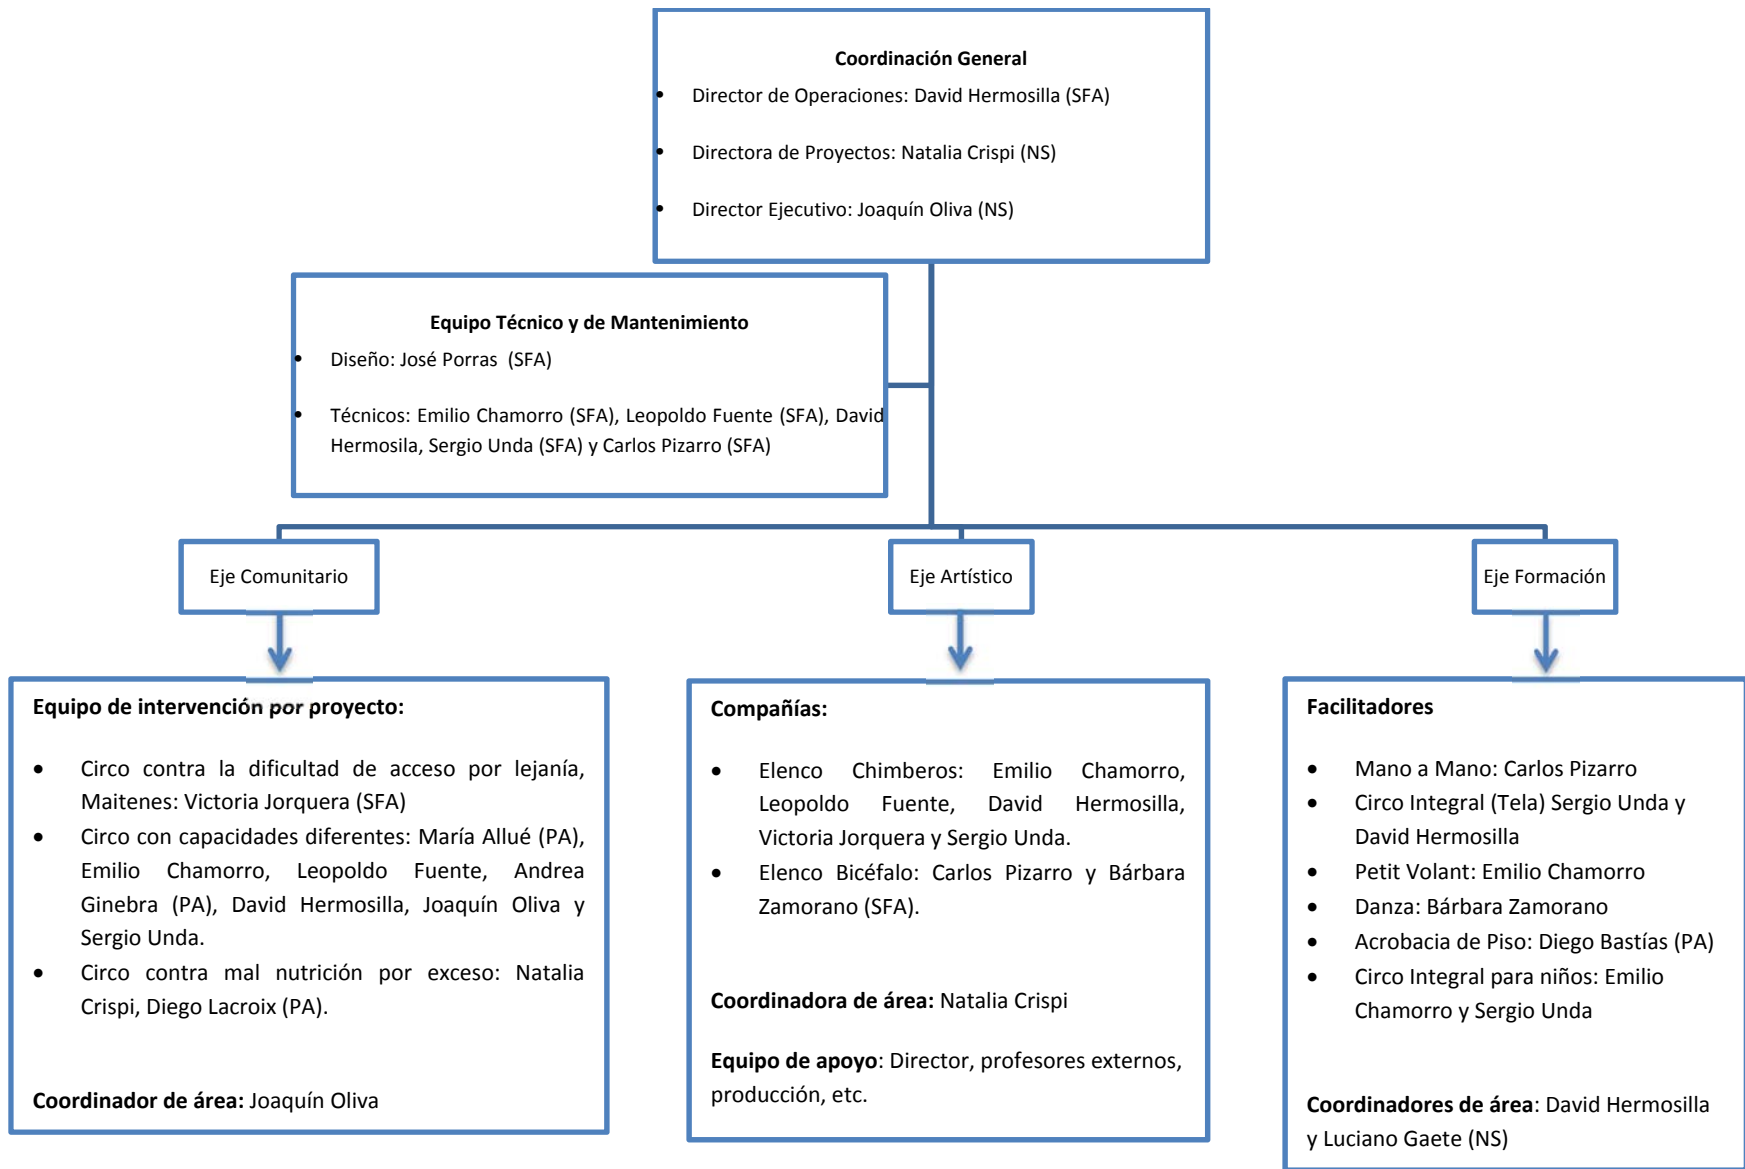 Coordinación General
• Director de Operaciones: David Hermosilla (SFA)
• Directora de Proyectos: Natalia Crispi (NS)
• Director Ejecutivo: Joaquín Oliva (NS)
Equipo Técnico y de Mantenimiento
• Diseño: José Porras (SFA)
• Técnicos: Emilio Chamorro (SFA), Leopoldo Fuente (SFA), David
Hermosila, Sergio Unda (SFA) y Carlos Pizarro (SFA)
Eje Comunitario
Eje Artístico
Eje Formación
Equipo de intervención por proyecto:
• Circo contra la dificultad de acceso por lejanía,
Maitenes: Victoria Jorquera (SFA)
• Circo con capacidades diferentes: María Allué (PA),
Emilio Chamorro, Leopoldo Fuente, Andrea
Ginebra (PA), David Hermosilla, Joaquín Oliva y
Sergio Unda.
• Circo contra mal nutrición por exceso: Natalia
Crispi, Diego Lacroix (PA).
Coordinador de área: Joaquín Oliva
Compañías:
• Elenco Chimberos: Emilio Chamorro,
Leopoldo Fuente, David Hermosilla,
Victoria Jorquera y Sergio Unda.
• Elenco Bicéfalo: Carlos Pizarro y Bárbara
Zamorano (SFA).
Coordinadora de área: Natalia Crispi
Equipo de apoyo: Director, profesores externos,
producción, etc.
Facilitadores
• Mano a Mano: Carlos Pizarro
• Circo Integral (Tela) Sergio Unda y
David Hermosilla
• Petit Volant: Emilio Chamorro
• Danza: Bárbara Zamorano
• Acrobacia de Piso: Diego Bastías (PA)
• Circo Integral para niños: Emilio
Chamorro y Sergio Unda
Coordinadores de área: David Hermosilla
y Luciano Gaete (NS)